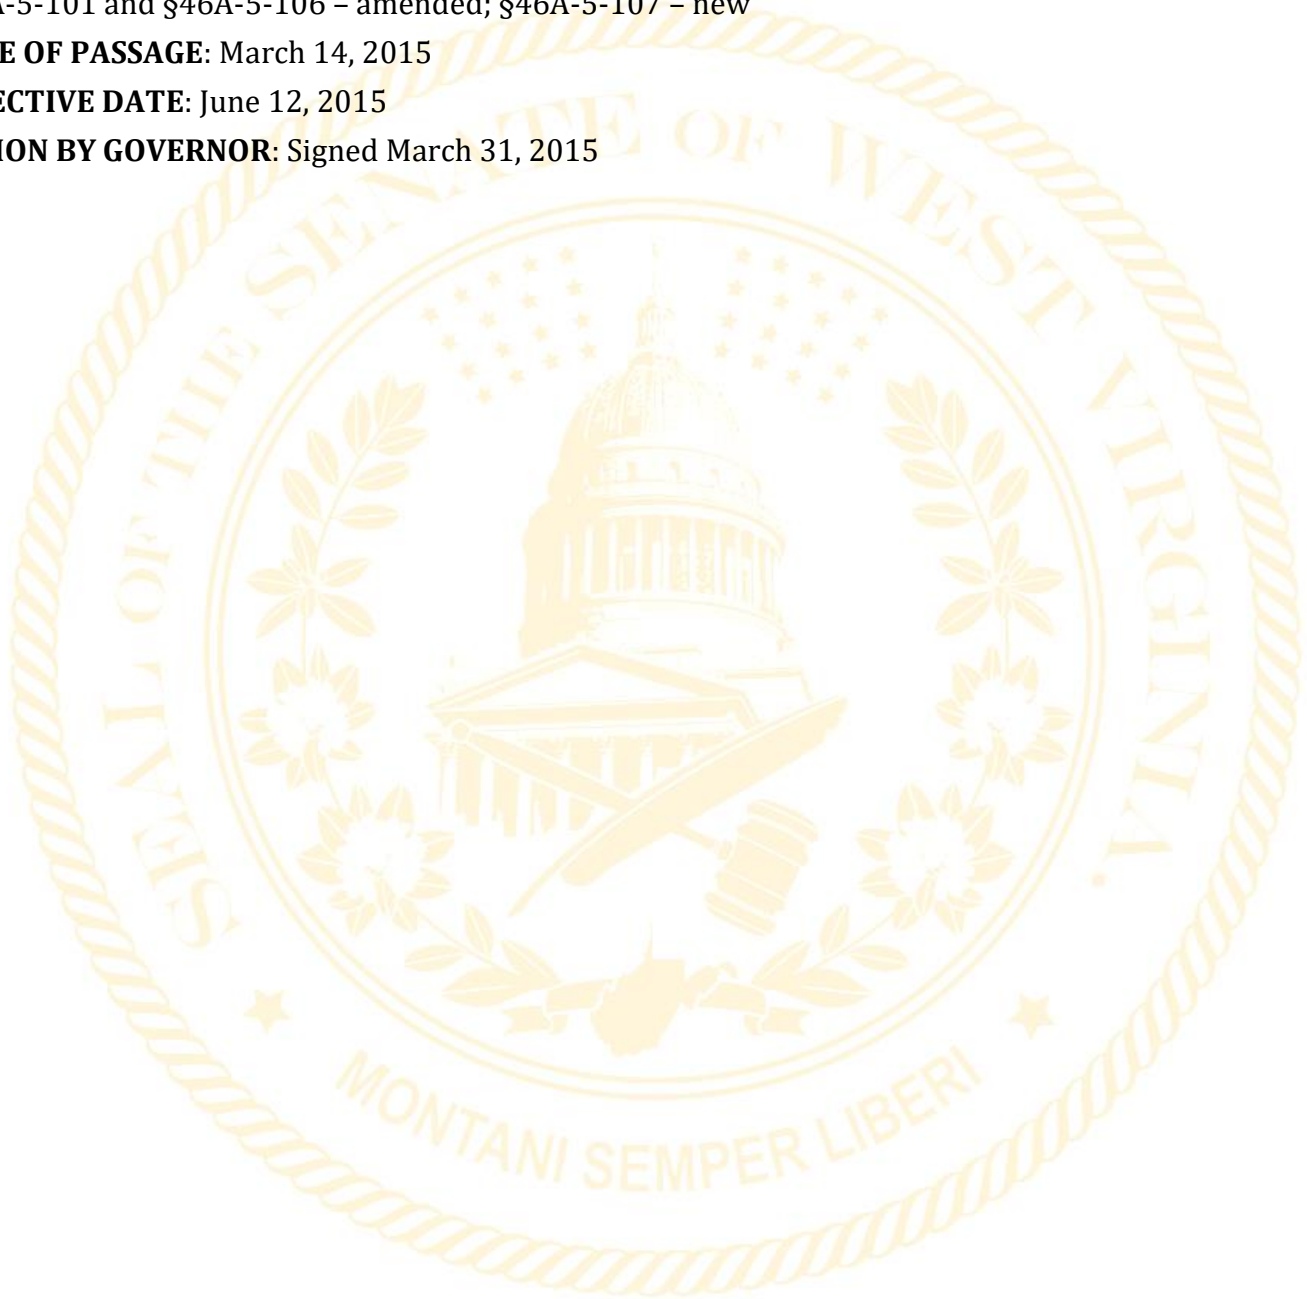 -5-101 and §46A-5-106 – amended; §46A-5-107 – new
E OF PASSAGE: March 14, 2015
ECTIVE DATE: June 12, 2015
ION BY GOVERNOR: Signed March 31, 2015
SEAL OF THE SENATE OF WEST VIRGINIA
MONTANI SEMPER LIBERI